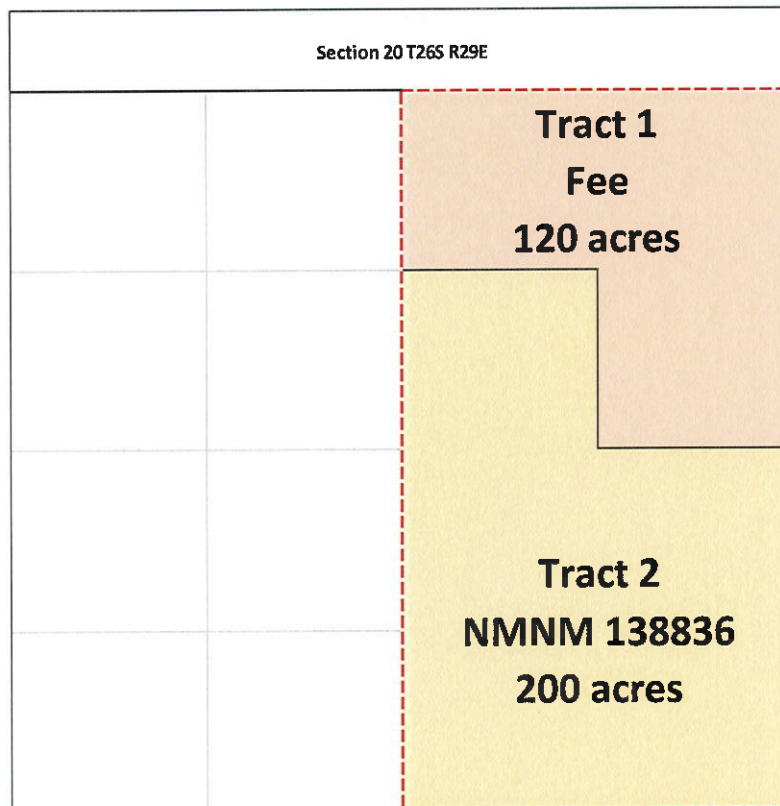 Section 20 T26S R29E
Tract 1
Fee
120 acres
Tract 2
NMNM 138836
200 acres